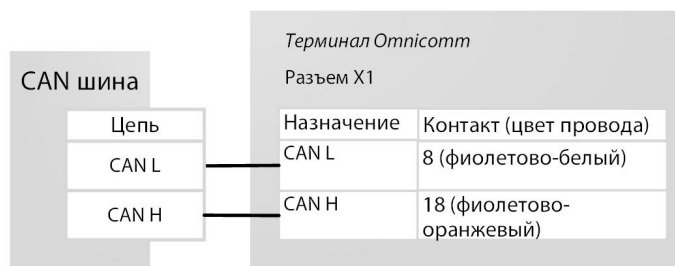 Терминал Omnicomm
CAN шина
Разъем X1
Цепь
Назначение
Контакт (цвет провода)
CAN L
CAN L
8 (фиолетово-белый)
CAN H
CAN H
18 (фиолетово-
оранжевый)